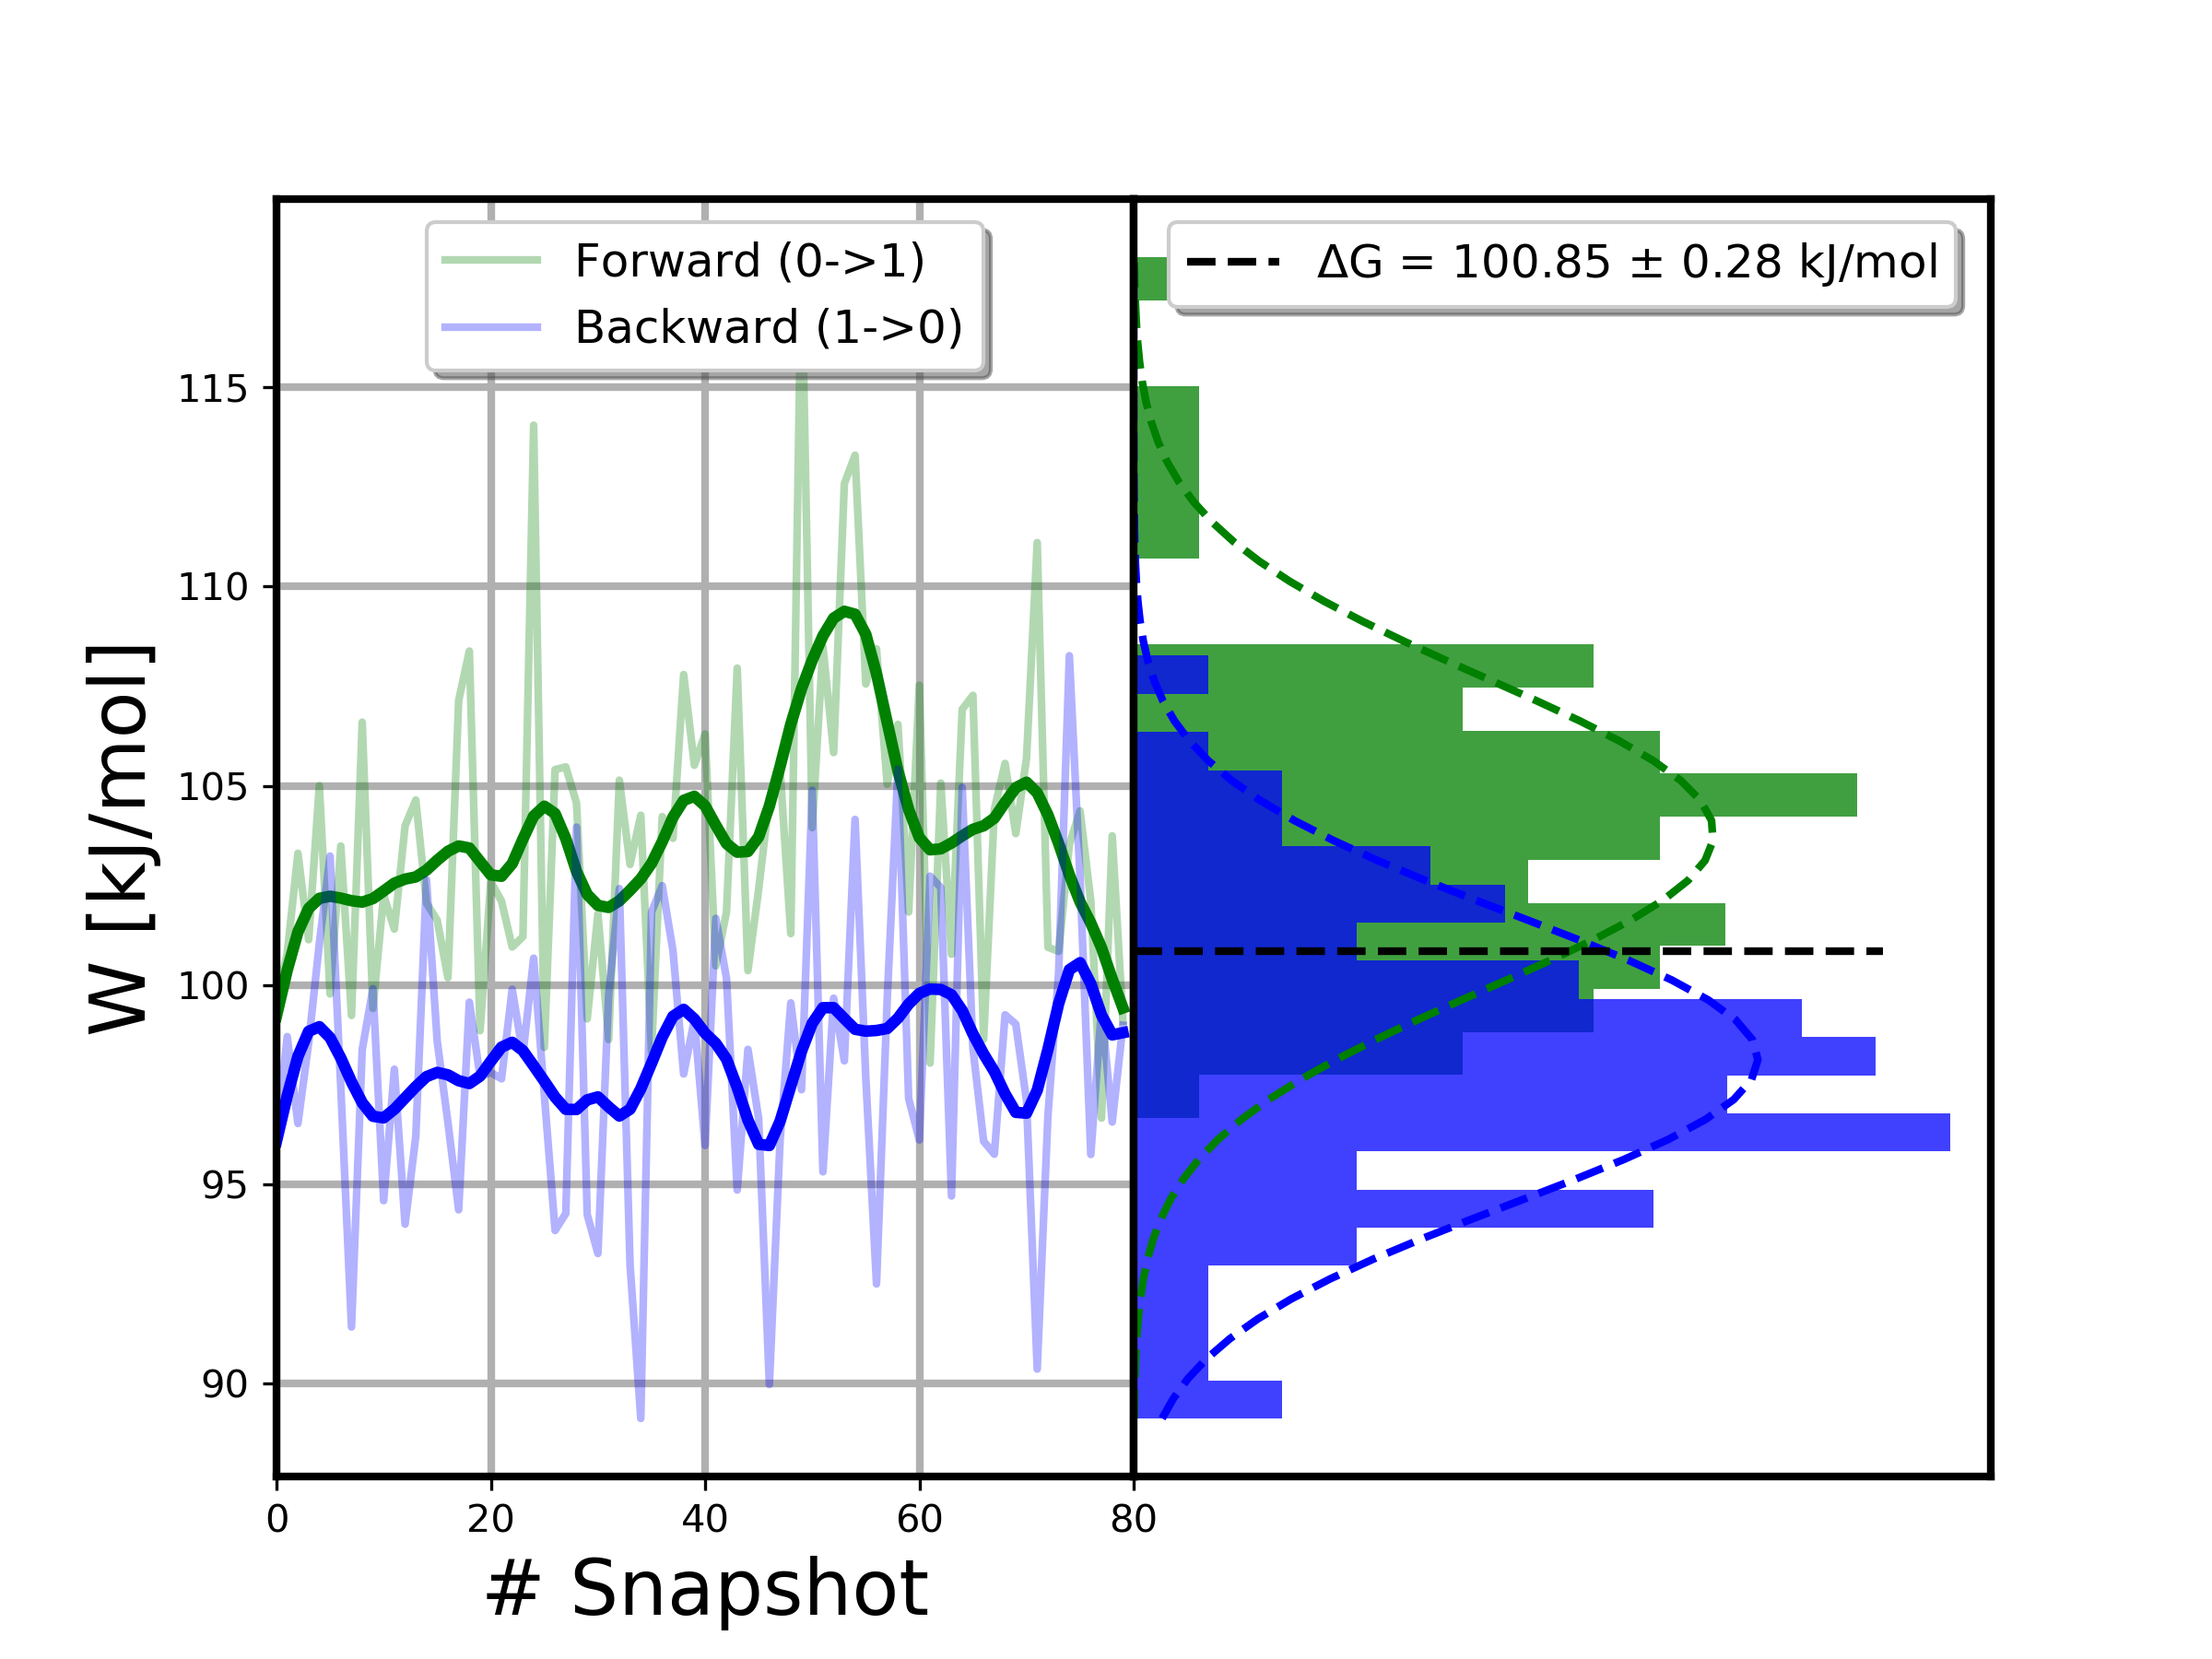 Forward (0->1)
Backward (1->0)
ΔG = 100.85 ± 0.28 kJ/mol
115
110
105
100
95
90
W [kJ/mol]
0 20 40 60 80
# Snapshot